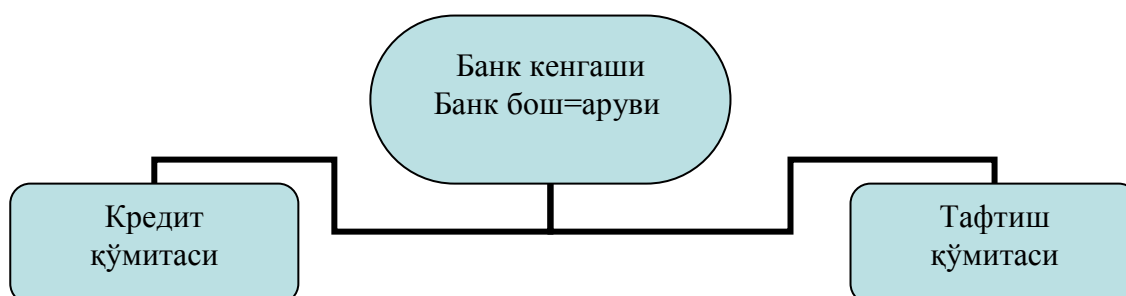 Банк кенгаши
Банк бош=аруви
Кредит
қўмитаси
Тафтиш
қўмитаси